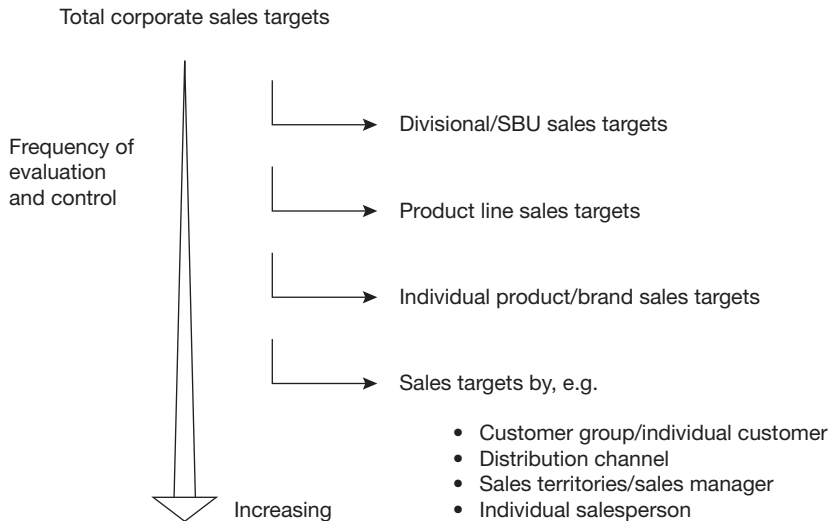 Total corporate sales targets
Divisional/SBU sales targets
Frequency of
evaluation
and control
Product line sales targets
Individual product/brand sales targets
Sales targets by, e.g.
• Customer group/individual customer
• Distribution channel
• Sales territories/sales manager
• Individual salesperson
Increasing